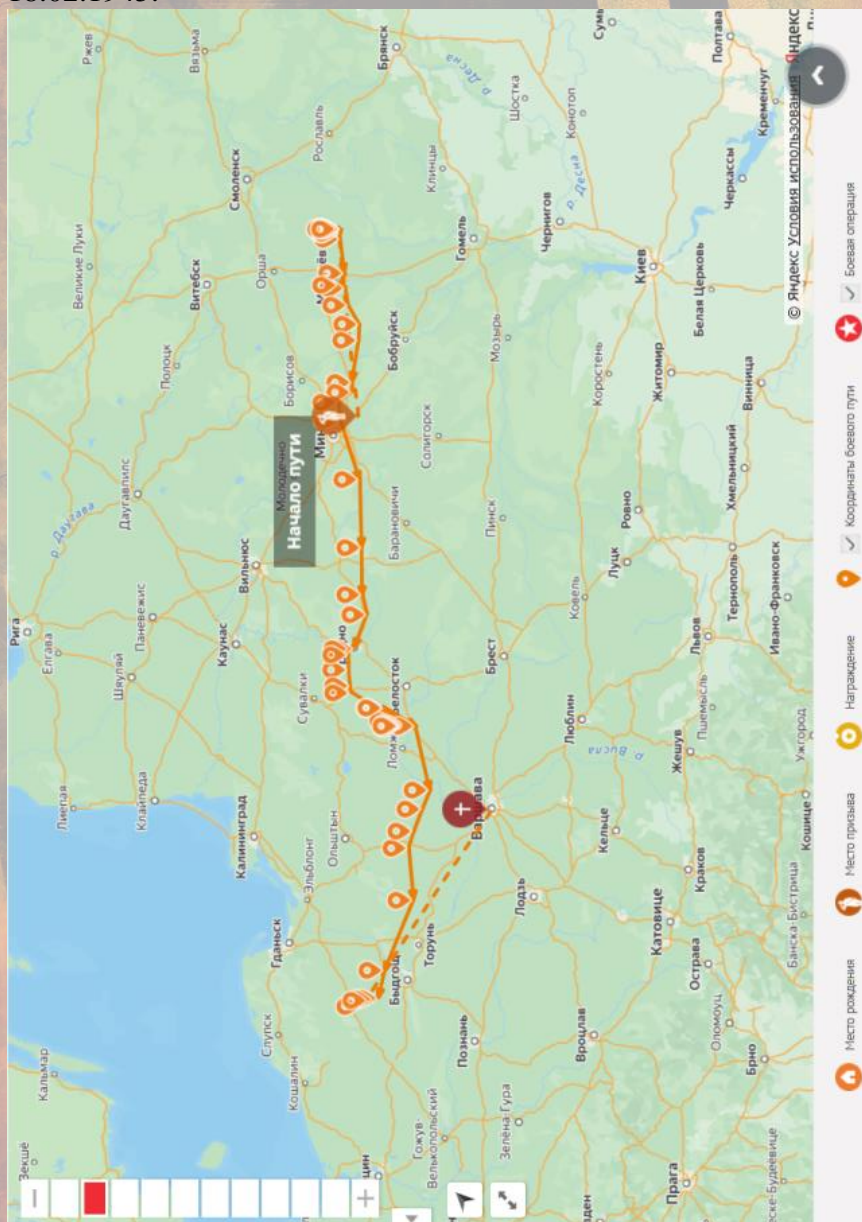 Кальмар
Рига
Елгава
Лиепая
Шяуляй
Паневежис
р. Даугава
Даугавпилс
Полоцк
Великие Луки
Ржев
Клайпеда
Витебск
Вязьма
Каунас
Вильнюс
Смоленск
Калининград
Орша
Слупск
Гданьск
Молодечно
Начало пути
Борисов
Кошалин
Эльблонг
Сувалки
Рославль
Ольштын
Быдгощ
Торунь
Барановичи
Бобруйск
Брянск
Гожув-
Великопольский
Солигорск
Клинцы
Познань
Варшава
Брест
Пинск
Мозырь
Гомель
р. Десна
Зелёна-Гура
Лодзь
Шостка
Вроцлав
Кельце
Люблин
Ковель
Коростень
Чернигов
р. Десна
Конотоп
р. Висла
Луцк
Ровно
Киев
Прага
Катовице
Краков
Жешув
Житомир
Острава
Оломоуц
Пшемысль
Львов
Хмельницкий
Белая Церковь
Полтава
Брно
Тернополь
Винница
Черкассы
Кременчуг
Банска-Бистрица
Кошице
Ужгород
Ивано-Франковск
© Яндекс Условия использования Яндекс
Место рождения
Место призыва
Награждение
Координаты боевого пути
Боевая операция